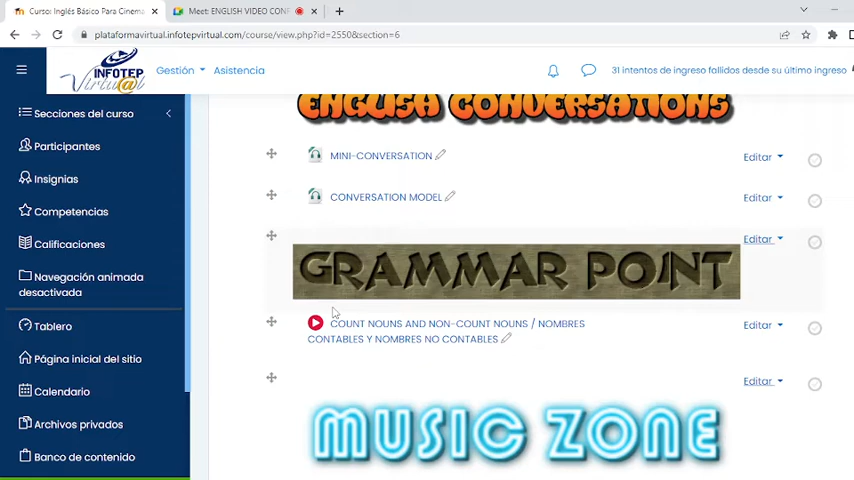 Curso: Inglés Básico Para Cinema
Meet: ENGLISH VIDEO CONF
plataformavirtual.infotepvirtual.com/course/view.php?id=2550&section=6
INFOTEP
Virtu@l
Gestión
Asistencia
31 intentos de ingreso fallidos desde su último ingreso
Secciones del curso
Participantes
Insignias
Competencias
Calificaciones
Navegación animada
desactivada
Tablero
Página inicial del sitio
Calendario
Archivos privados
Banco de contenido
ENGLISH CONVERSATIONS
MINI-CONVERSATION
Editar
CONVERSATION MODEL
Editar
Editar
GRAMMAR POINT
COUNT NOUNS AND NON-COUNT NOUNS / NOMBRES
CONTABLES Y NOMBRES NO CONTABLES
Editar
Editar
MUSIC ZONE